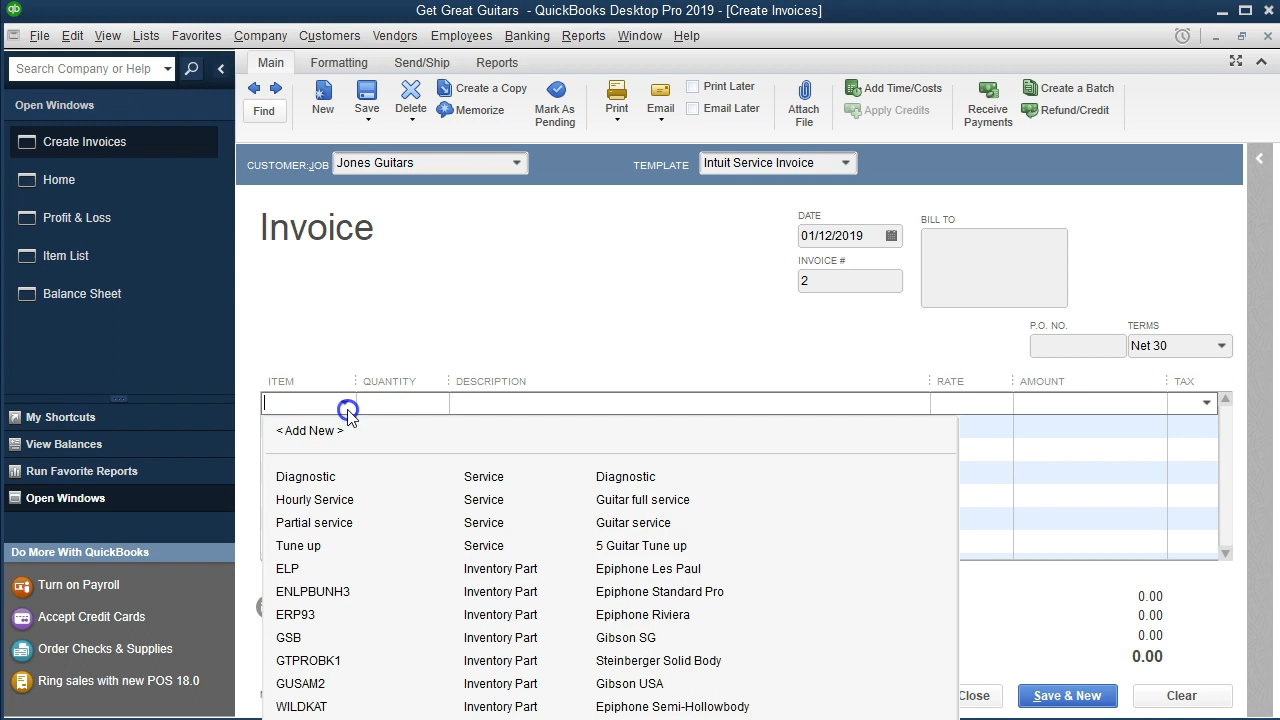 qb Get Great Guitars - QuickBooks Desktop Pro 2019 - [Create Invoices]
File Edit View Lists Favorites Company Customers Vendors Employees Banking Reports Window Help
Search Company or Help
Open Windows
Create Invoices
Home
Profit & Loss
Item List
Balance Sheet
My Shortcuts
View Balances
Run Favorite Reports
Open Windows
Do More With QuickBooks
Turn on Payroll
Accept Credit Cards
Order Checks & Supplies
Ring sales with new POS 18.0
Main Formatting Send/Ship Reports
Find
New
Save
Delete
Create a Copy
Memorize
Mark As
Pending
Print
Email
Print Later
Email Later
Attach
File
Add Time/Costs
Apply Credits
Receive
Payments
Create a Batch
Refund/Credit
CUSTOMER:JOB Jones Guitars TEMPLATE Intuit Service Invoice
Invoice
DATE
01/12/2019
INVOICE #
2
BILL TO
P.O. NO. TERMS
Net 30
ITEM QUANTITY DESCRIPTION RATE AMOUNT TAX
< Add New >
Diagnostic Service Diagnostic
Hourly Service Service Guitar full service
Partial service Service Guitar service
Tune up Service 5 Guitar Tune up
ELP Inventory Part Epiphone Les Paul
ENLPBUNH3 Inventory Part Epiphone Standard Pro
ERP93 Inventory Part Epiphone Riviera
GSB Inventory Part Gibson SG
GTPROBK1 Inventory Part Steinberger Solid Body
GUSAM2 Inventory Part Gibson USA
WILDKAT Inventory Part Epiphone Semi-Hollowbody
0.00
0.00
0.00
0.00
Close Save & New Clear